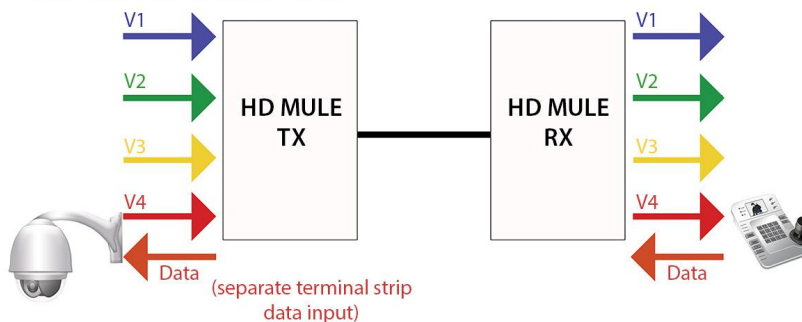 V1
V2
V3
V4
Data
(separate terminal strip
data input)
HD MULE
TX
HD MULE
RX
V1
V2
V3
V4
Data